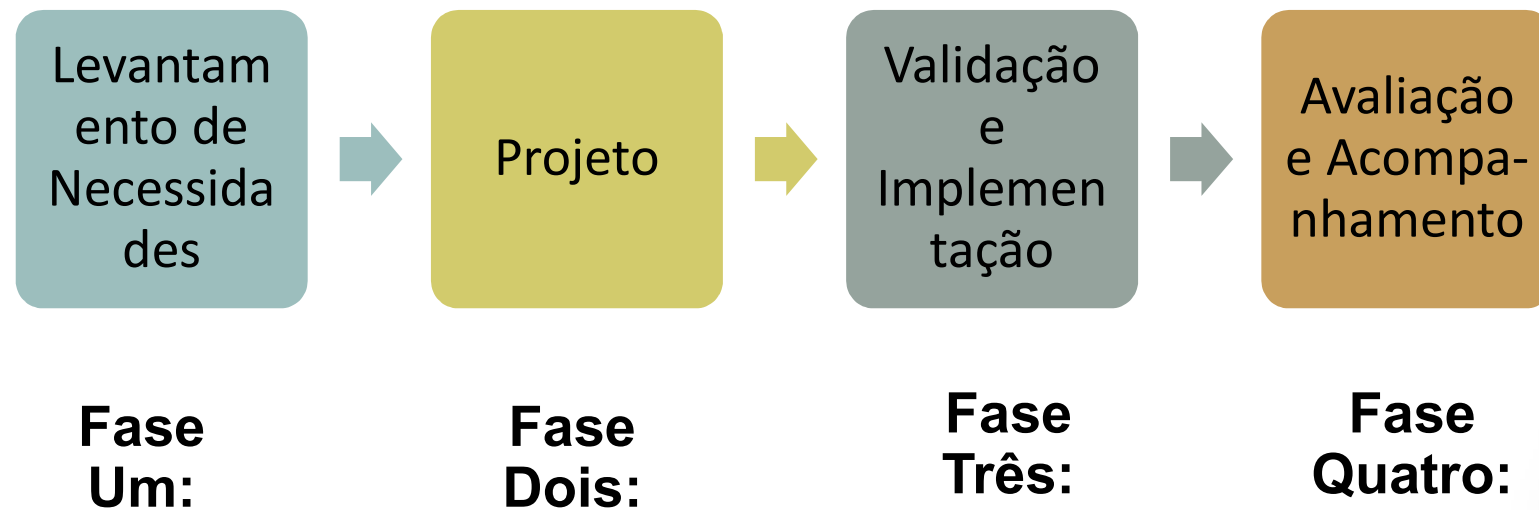 Levantam
ento de
Necessida
des
Projeto
Validação
e
Implemen
tação
Avaliação
e Acompa-
nhamento
Fase
Um:
Fase
Dois:
Fase
Três:
Fase
Quatro: